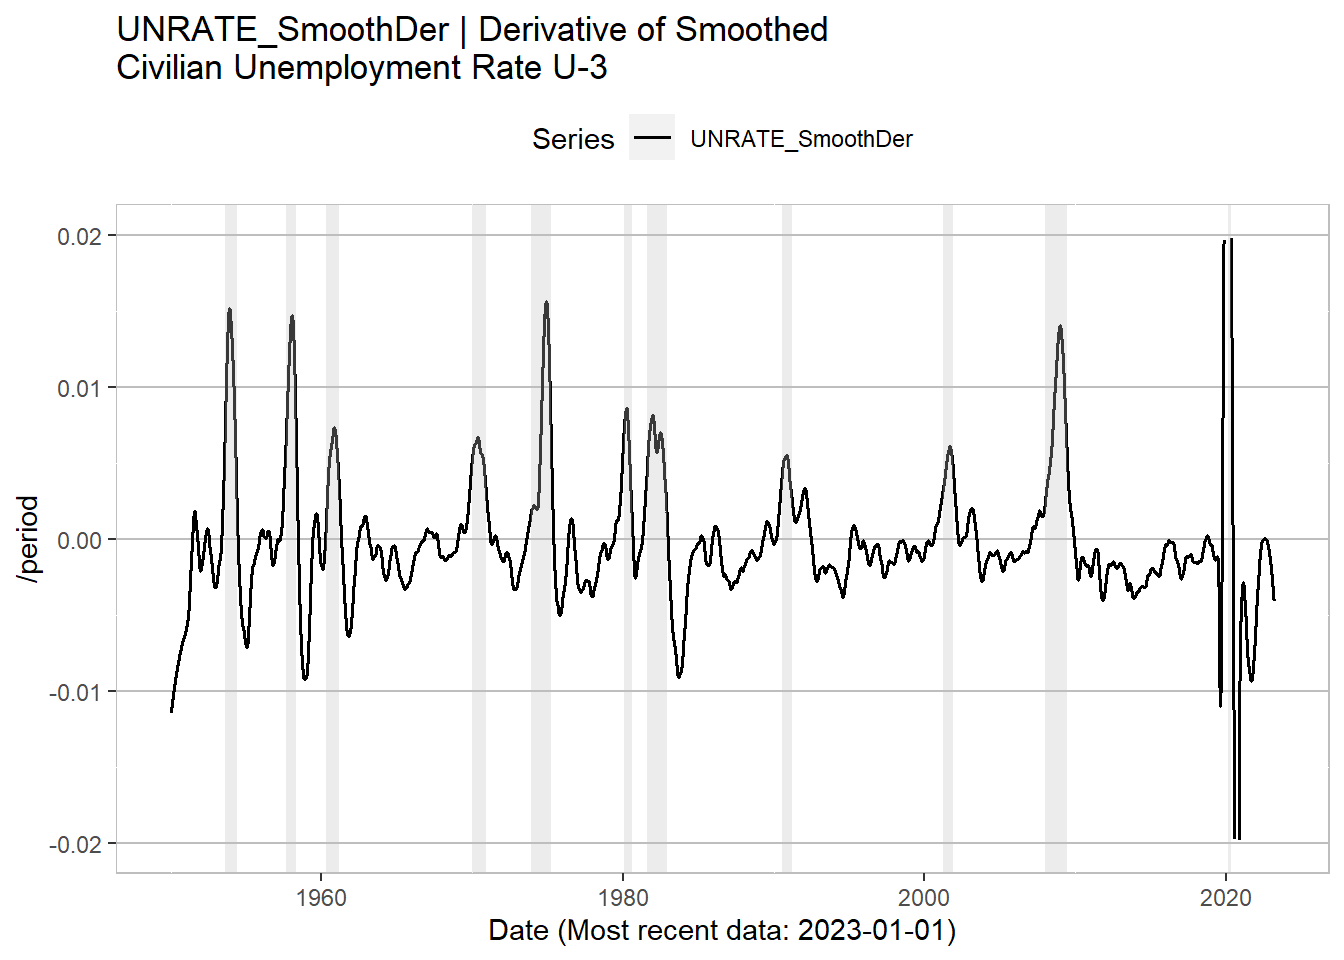 UNRATE_SmoothDer | Derivative of Smoothed
Civilian Unemployment Rate U-3
Series
UNRATE_SmoothDer
0.02
0.01
0.00
-0.01
-0.02
/period
1960
1980
2000
2020
Date (Most recent data: 2023-01-01)